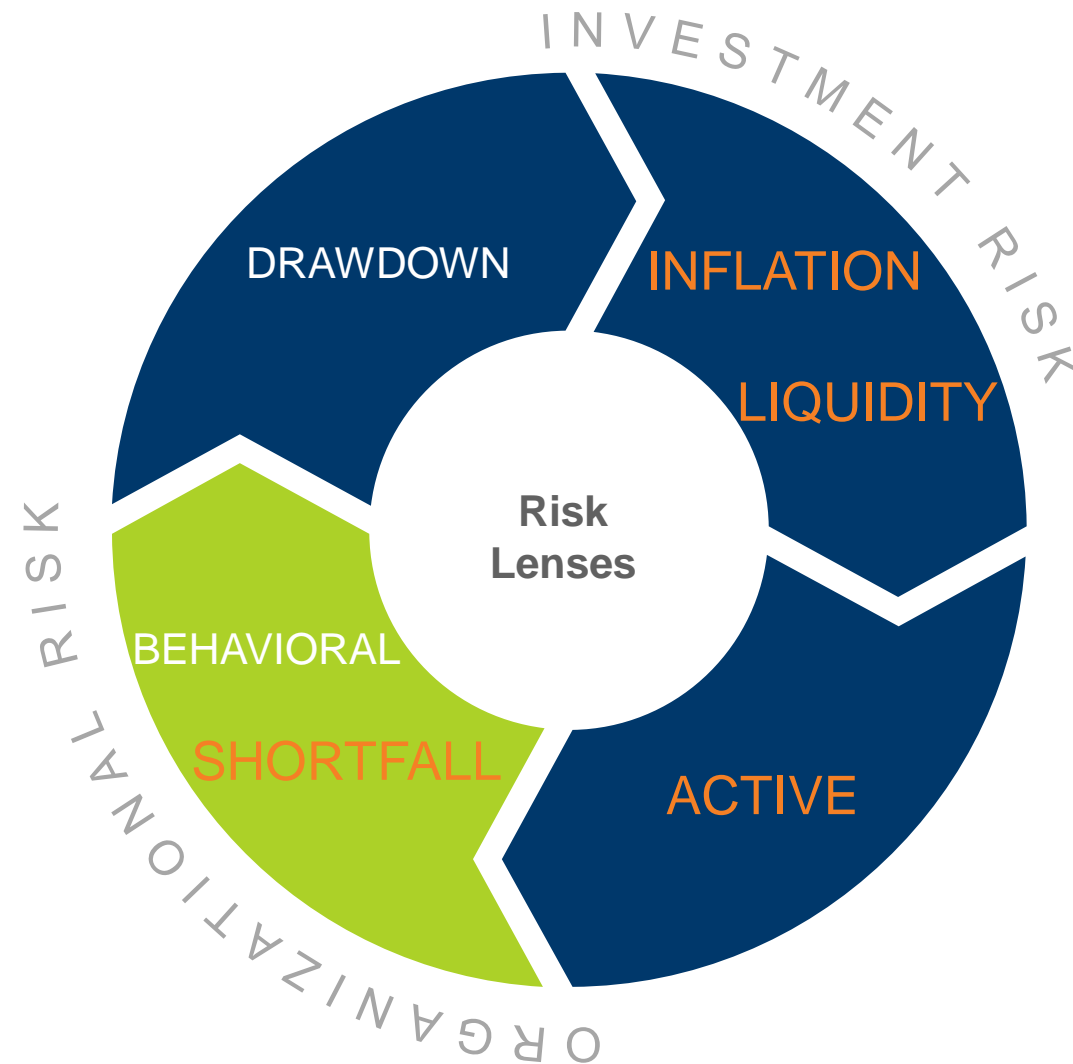 INVESTMENT RISK
DRAWDOWN
INFLATION
LIQUIDITY
Risk
Lenses
BEHAVIORAL
SHORTFALL
ACTIVE
ORGANIZATIONAL RISK